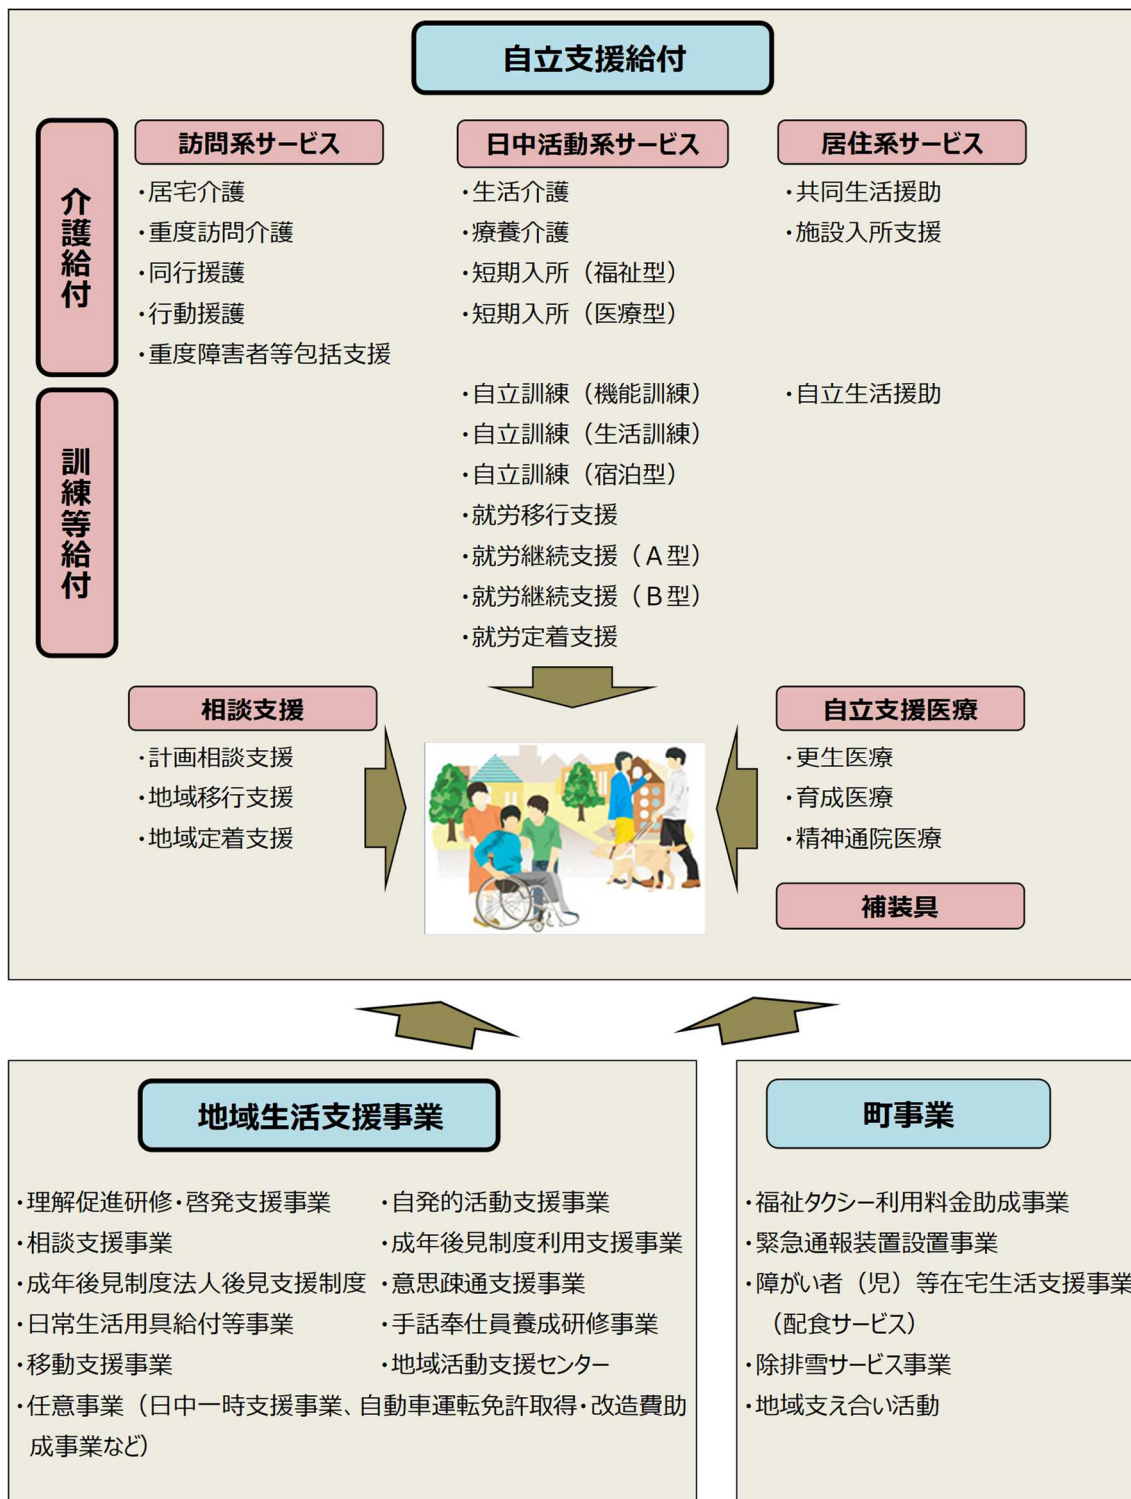 自立支援給付
介護給付
訪問系サービス
・居宅介護
・重度訪問介護
・同行援護
・行動援護
・重度障害者等包括支援
日中活動系サービス
・生活介護
・療養介護
・短期入所（福祉型）
・短期入所（医療型）
居住系サービス
・共同生活援助
・施設入所支援
訓練等給付
・自立訓練（機能訓練）
・自立訓練（生活訓練）
・自立訓練（宿泊型）
・就労移行支援
・就労継続支援（Ａ型）
・就労継続支援（Ｂ型）
・就労定着支援
・自立生活援助
相談支援
・計画相談支援
・地域移行支援
・地域定着支援
自立支援医療
・更生医療
・育成医療
・精神通院医療
補装具
地域生活支援事業
・理解促進研修・啓発支援事業
・自発的活動支援事業
・相談支援事業
・成年後見制度利用支援事業
・成年後見制度法人後見支援制度
・意思疎通支援事業
・日常生活用具給付等事業
・手話奉仕員養成研修事業
・移動支援事業
・地域活動支援センター
・任意事業（日中一時支援事業、自動車運転免許取得・改造費助
成事業など）
町事業
・福祉タクシー利用料金助成事業
・緊急通報装置設置事業
・障がい者（児）等在宅生活支援事業
（配食サービス）
・除排雪サービス事業
・地域支え合い活動